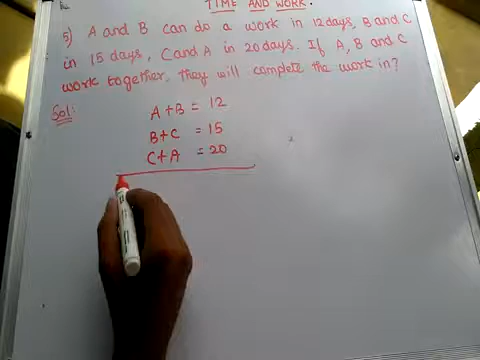 TIME AND WORK.
5) A and B can do a work in 12 days, B and C
in 15 days, C and A in 20 days. If A, B and C
work together, they will complete the work in?
Sol:
A+B = 12
B+C = 15
C+A = 20